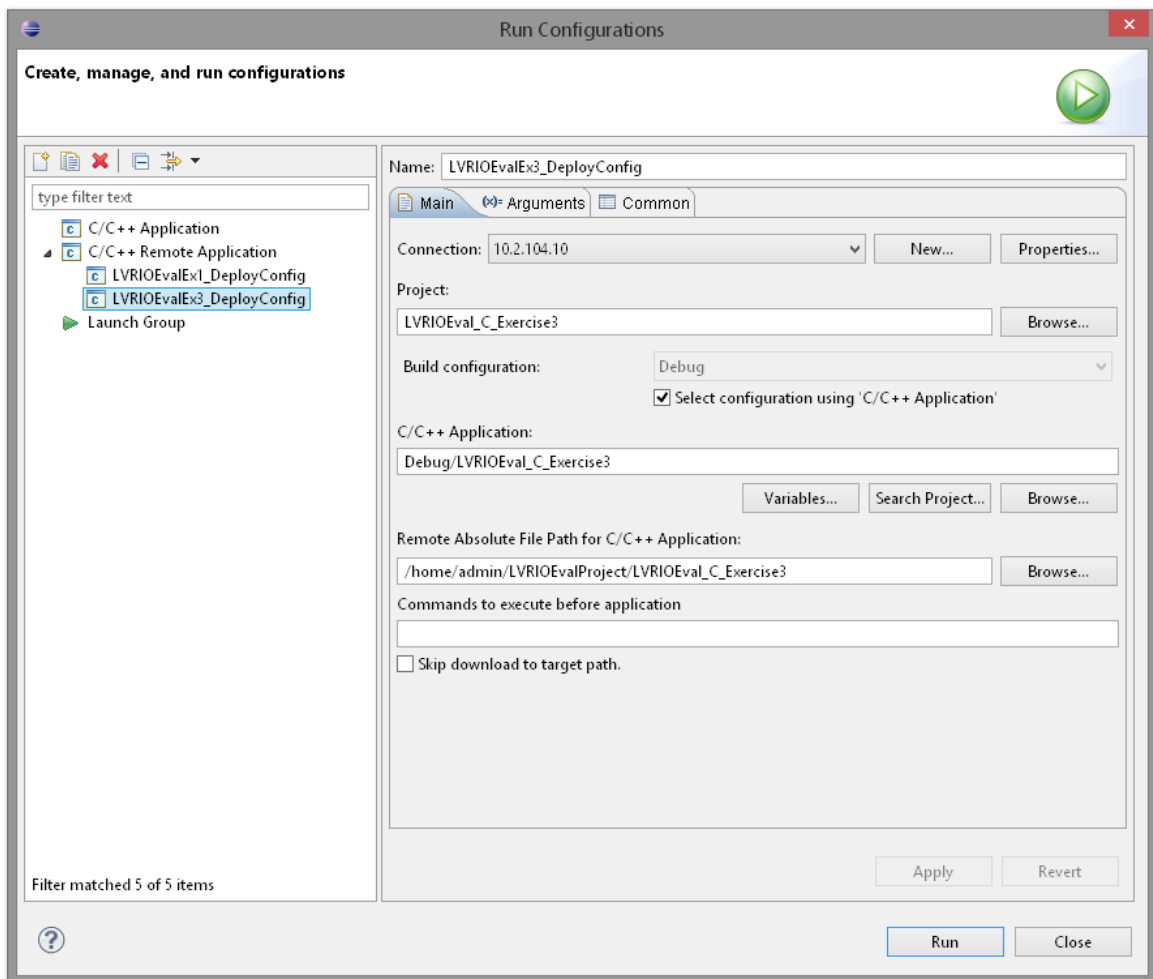 Run Configurations
Create, manage, and run configurations
type filter text
C/C++ Application
C/C++ Remote Application
LVRIOEvalEx1_DeployConfig
LVRIOEvalEx3_DeployConfig
Launch Group
Filter matched 5 of 5 items
Name: LVRIOEvalEx3_DeployConfig
Main (x)= Arguments Common
Connection: 10.2.104.10 New... Properties...
Project:
LVRIOEval_C_Exercise3 Browse...
Build configuration: Debug
Select configuration using 'C/C++ Application'
C/C++ Application:
Debug/LVRIOEval_C_Exercise3
Variables... Search Project... Browse...
Remote Absolute File Path for C/C++ Application:
/home/admin/LVRIOEvalProject/LVRIOEval_C_Exercise3 Browse...
Commands to execute before application
Skip download to target path.
Apply Revert
Run Close